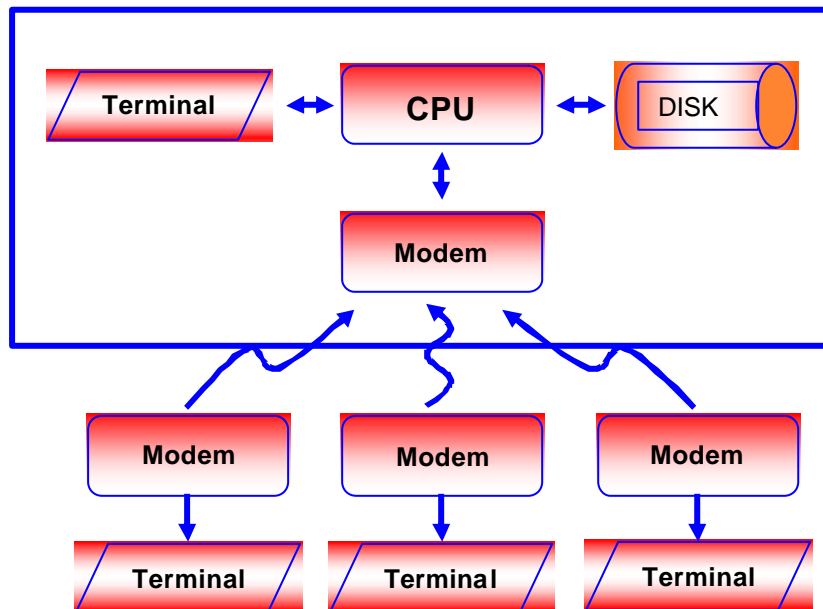 Terminal
CPU
DISK
Modem
Modem
Modem
Modem
Terminal
Terminal
Terminal